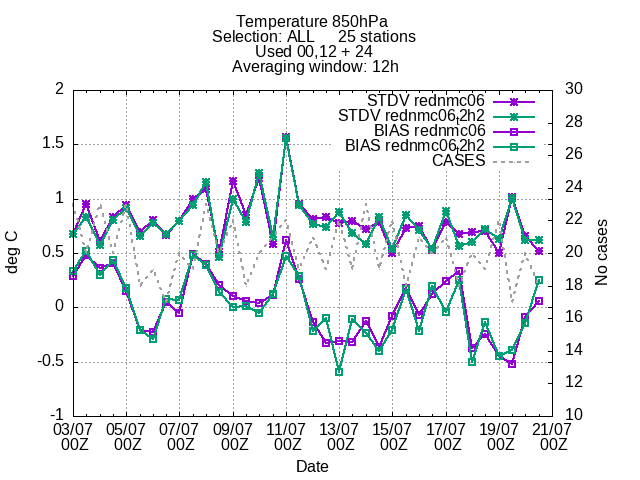 Temperature 850hPa
Selection: ALL 25 stations
Used 00,12 + 24
Averaging window: 12h
STDV rednmc06
STDV rednmc06,2h2
BIAS rednmc06
BIAS rednmc06,2h2
CASES
2
1.5
1
0.5
0
-0.5
-1
deg C
30
28
26
24
22
20
18
16
14
12
10
No cases
03/07 05/07 07/07 09/07 11/07 13/07 15/07 17/07 19/07 21/07
00Z 00Z 00Z 00Z 00Z 00Z 00Z 00Z 00Z 00Z
Date